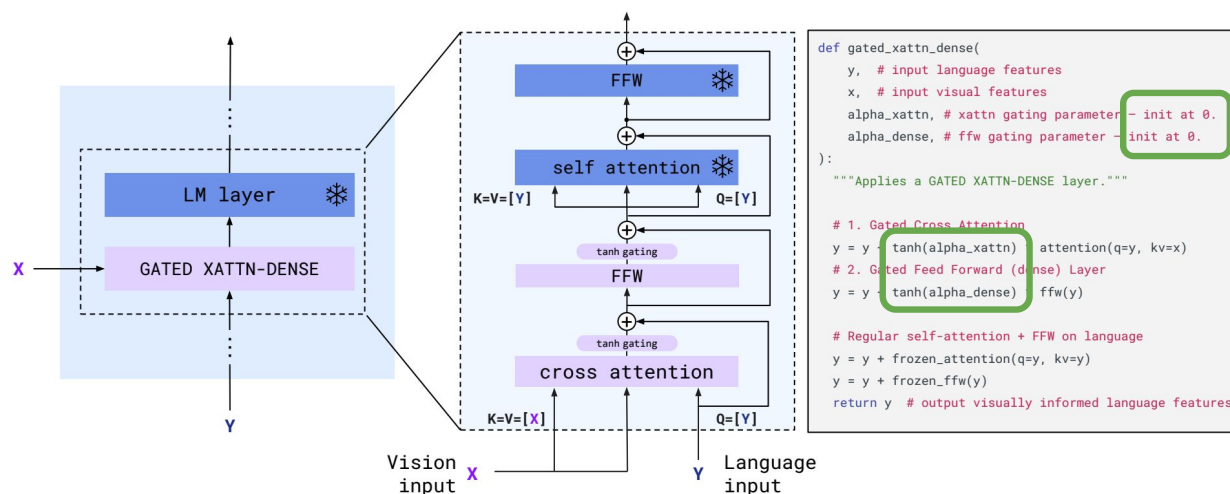 LM layer
GATED XATTN-DENSE
X
Y
FFW
self attention
K=V=[Y]
Q=[Y]
tanh gating
FFW
tanh gating
cross attention
K=V=[X]
Q=[Y]
Vision
input
X
Y
Language
input
def gated_xattn_dense(
y, # input language features
x, # input visual features
alpha_xattn, # xattn gating parameter – init at 0.
alpha_dense, # ffw gating parameter – init at 0.
):
"""Applies a GATED XATTN-DENSE layer."""
# 1. Gated Cross Attention
y = y + tanh(alpha_xattn) * attention(q=y, kv=x)
# 2. Gated Feed Forward (dense) Layer
y = y + tanh(alpha_dense) * ffw(y)
# Regular self-attention + FFW on language
y = y + frozen_attention(q=y, kv=y)
y = y + frozen_ffw(y)
return y # output visually informed language features